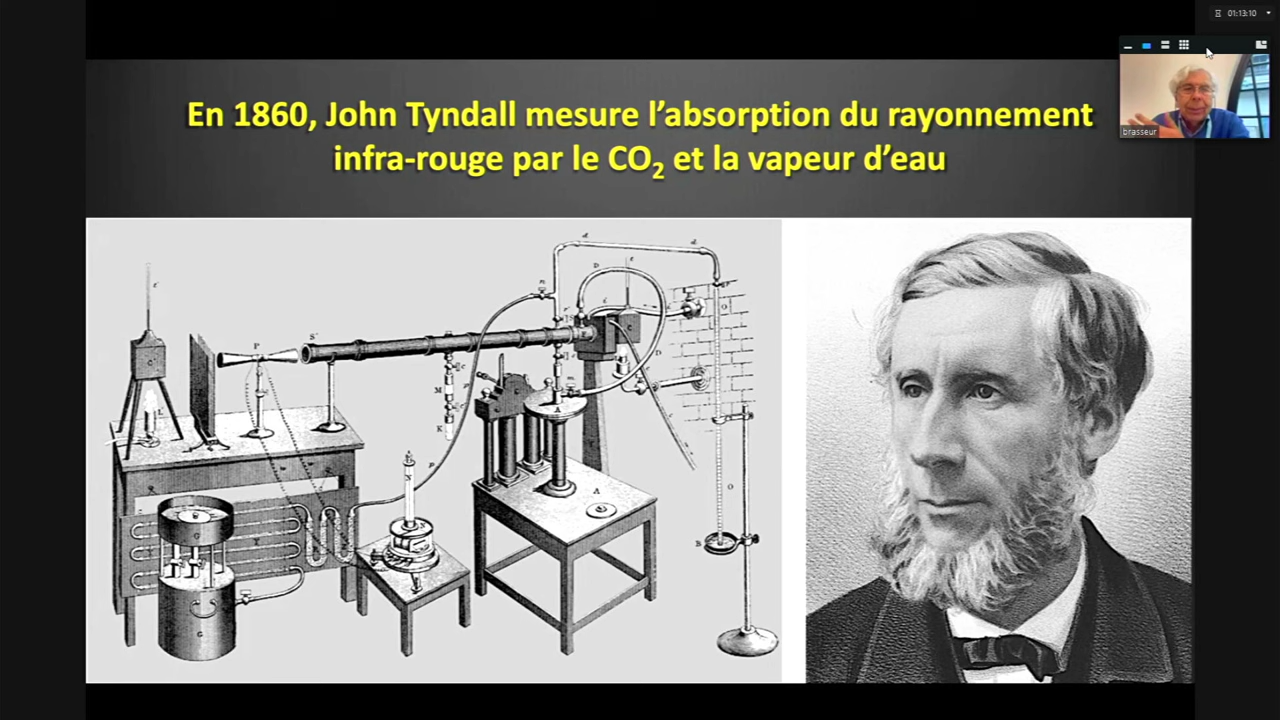 01:13:10
brasseur
En 1860, John Tyndall mesure l’absorption du rayonnement
infra-rouge par le CO₂ et la vapeur d’eau